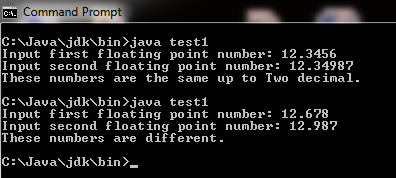 Command Prompt
C:\Java\jdk\bin>java test1
Input first floating point number: 12.3456
Input second floating point number: 12.34987
These numbers are the same up to Two decimal.
C:\Java\jdk\bin>java test1
Input first floating point number: 12.678
Input second floating point number: 12.987
These numbers are different.
C:\Java\jdk\bin>_